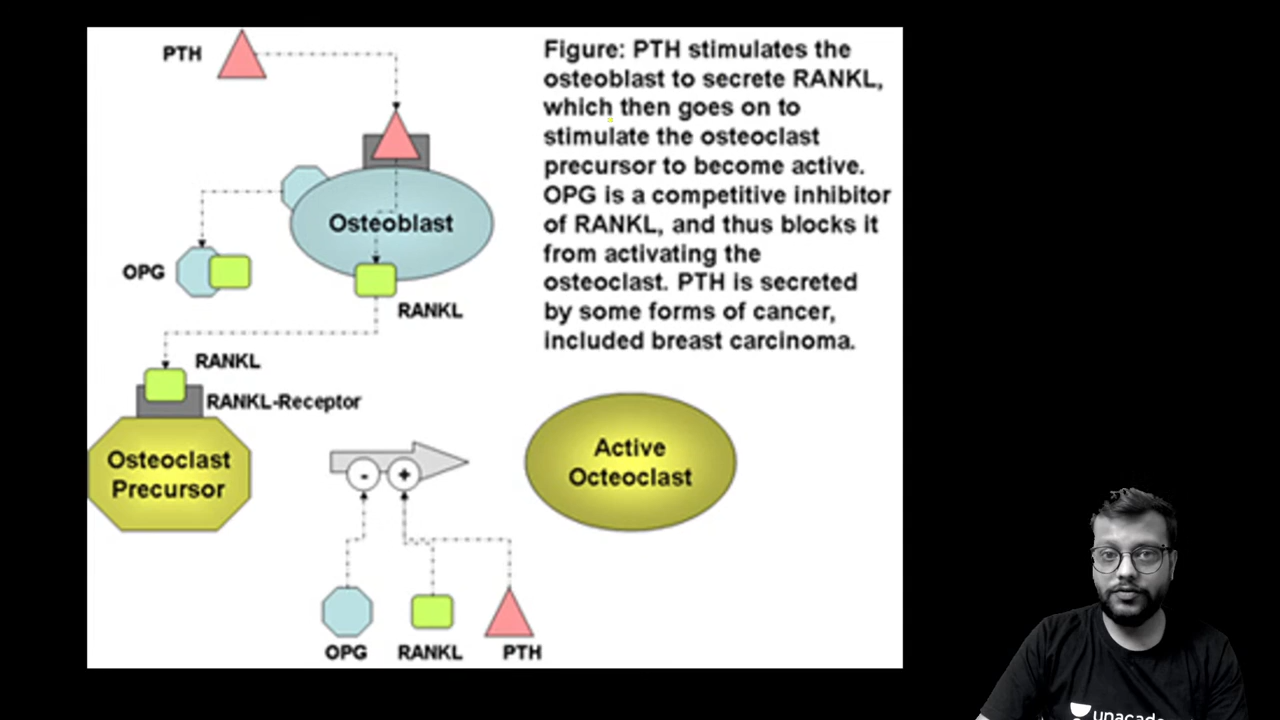 PTH
Figure: PTH stimulates the
osteoblast to secrete RANKL,
which then goes on to
stimulate the osteoclast
precursor to become active.
OPG is a competitive inhibitor
of RANKL, and thus blocks it
from activating the
osteoclast. PTH is secreted
by some forms of cancer,
included breast carcinoma.
Osteoblast
OPG
RANKL
RANKL
RANKL-Receptor
Osteoclast
Precursor
- +
Active
Octeoclast
OPG RANKL PTH